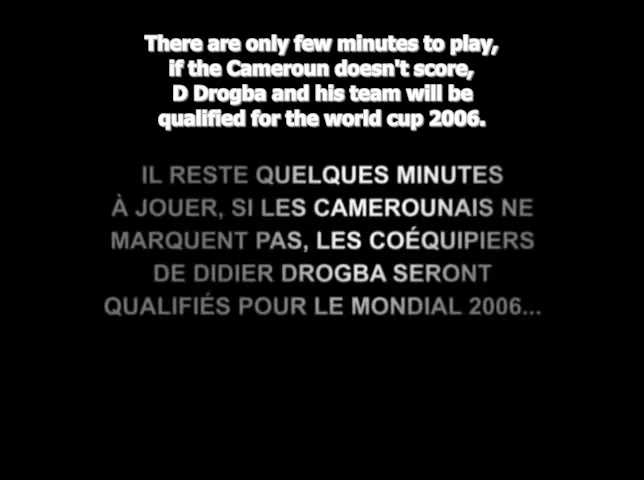 There are only few minutes to play,
if the Cameroun doesn't score,
D Drogba and his team will be
qualified for the world cup 2006.
IL RESTE QUELQUES MINUTES
À JOUER, SI LES CAMEROUNAIS NE
MARQUENT PAS, LES COÉQUIPIERS
DE DIDIER DROGBA SERONT
QUALIFIÉS POUR LE MONDIAL 2006...